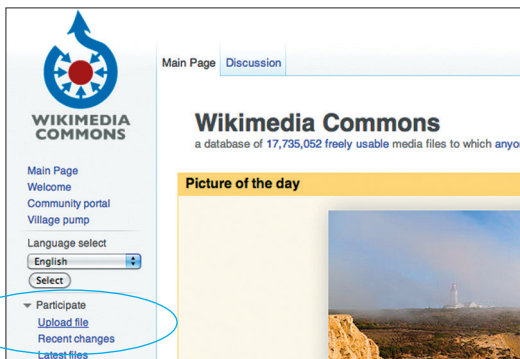 WIKIMEDIA
COMMONS
Main Page
Welcome
Community portal
Village pump
Language select
English
Select
Participate
Upload file
Recent changes
Latest files
Main Page Discussion
Wikimedia Commons
a database of 17,735,052 freely usable media files to which
Picture of the day